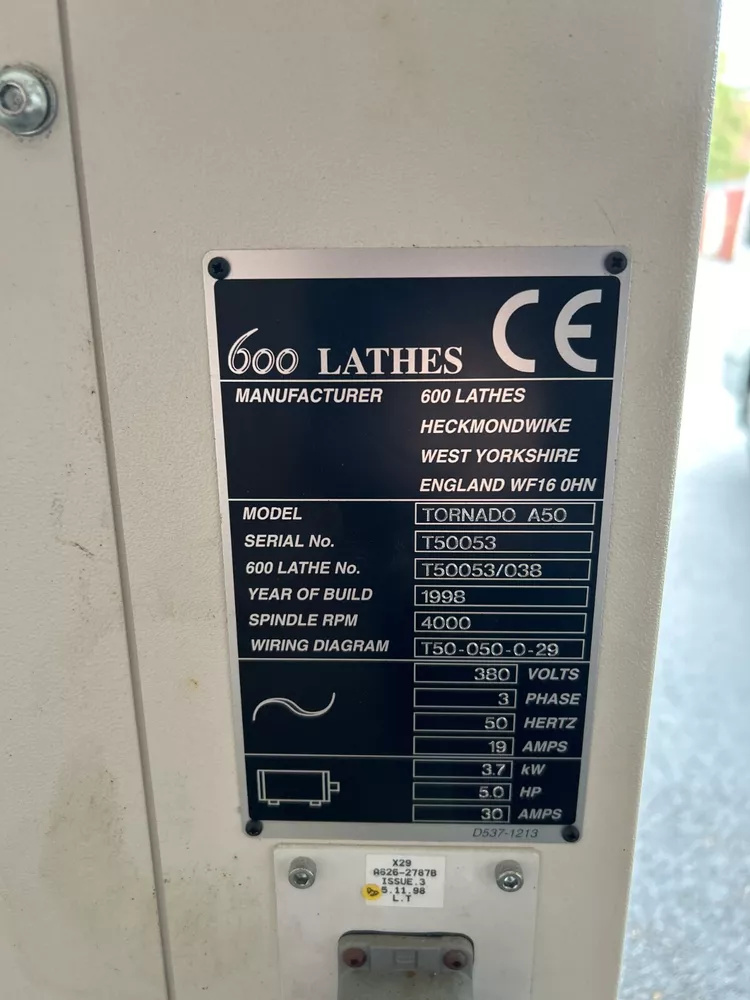 600 LATHES CE
MANUFACTURER 600 LATHES
HECKMONDWIKE
WEST YORKSHIRE
ENGLAND WF16 0HN
MODEL TORNADO A50
SERIAL No. T50053
600 LATHE No. T50053/038
YEAR OF BUILD 1998
SPINDLE RPM 4000
WIRING DIAGRAM T50-050-0-29
380 VOLTS
3 PHASE
50 HERTZ
19 AMPS
3.7 kW
5.0 HP
30 AMPS
D537-1213
X29
A626-2787B
ISSUE.3
5.11.98
L.T